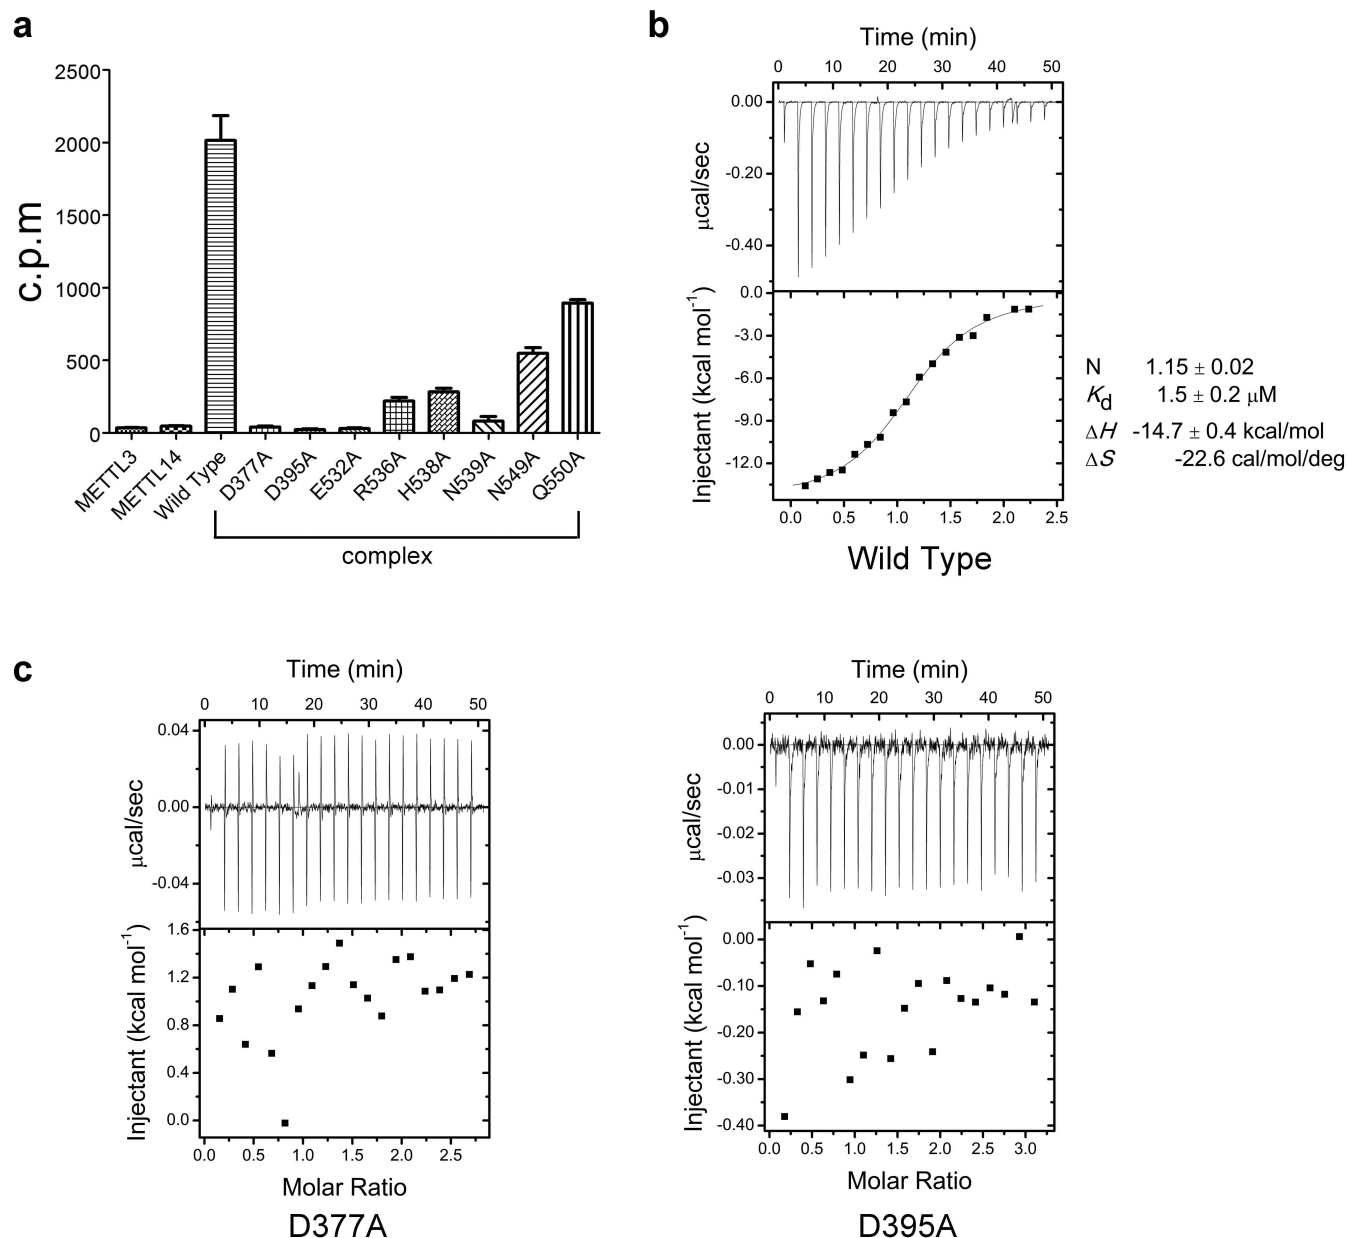 a
2500
2000
1500
1000
500
0
c.p.m
METTL3
METTL14
Wild Type
D377A
D395A
E532A
R536A
H538A
N539A
N549A
Q550A
complex
b
Time (min)
0 10 20 30 40 50
0.00
-0.20
-0.40
µcal/sec
0.0
-3.0
-6.0
-9.0
-12.0
Injectant (kcal mol⁻¹)
0.0 0.5 1.0 1.5 2.0 2.5
Wild Type
N 1.15 ± 0.02
Kd 1.5 ± 0.2 µM
ΔH -14.7 ± 0.4 kcal/mol
ΔS -22.6 cal/mol/deg
c
Time (min)
0 10 20 30 40 50
0.04
0.00
-0.04
µcal/sec
1.6
1.2
0.8
0.4
0.0
Injectant (kcal mol⁻¹)
0.0 0.5 1.0 1.5 2.0 2.5
Molar Ratio
D377A
Time (min)
0 10 20 30 40 50
0.00
-0.01
-0.02
-0.03
µcal/sec
0.00
-0.10
-0.20
-0.30
-0.40
Injectant (kcal mol⁻¹)
0.0 0.5 1.0 1.5 2.0 2.5 3.0
Molar Ratio
D395A